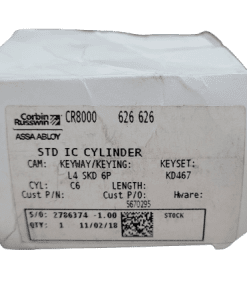 Corbin Russwin CR8000 626 626
ASSA ABLOY
STD IC CYLINDER
CAM: KEYWAY/KEYING: KEYSET:
L4 SKD 6P KD467
CYL: C6 LENGTH:
Cust P/N: Cust P/O: Hware:
5670295
S/O: 2786374 -1.00 STOCK
QTY: 1 11/02/18